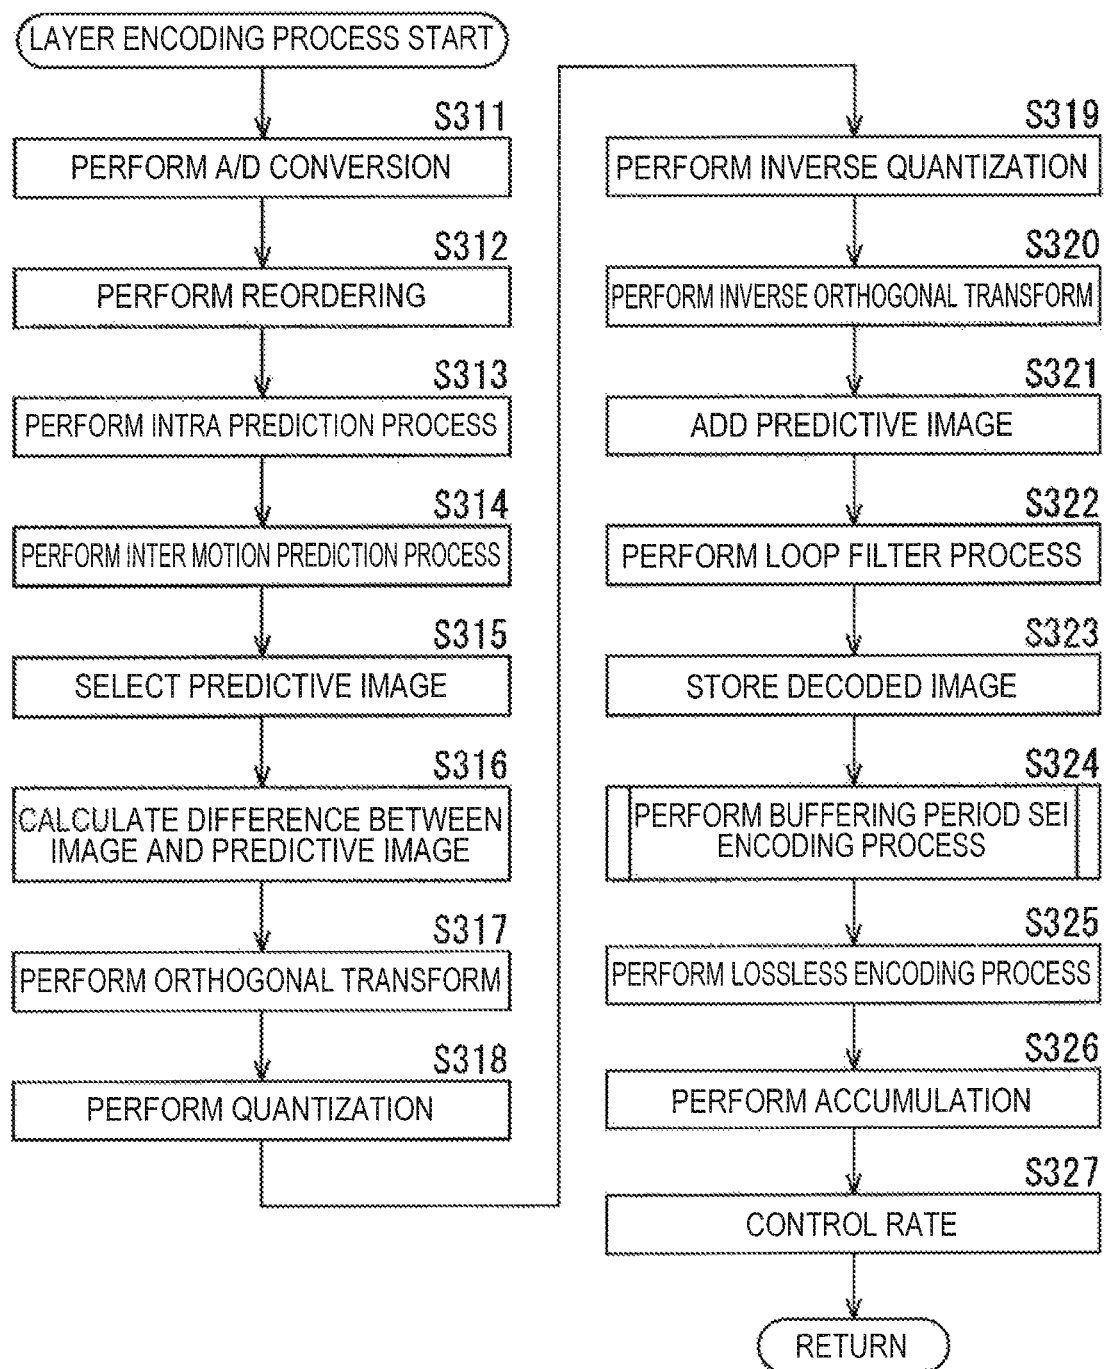 LAYER ENCODING PROCESS START
S311
PERFORM A/D CONVERSION
S312
PERFORM REORDERING
S313
PERFORM INTRA PREDICTION PROCESS
S314
PERFORM INTER MOTION PREDICTION PROCESS
S315
SELECT PREDICTIVE IMAGE
S316
CALCULATE DIFFERENCE BETWEEN
IMAGE AND PREDICTIVE IMAGE
S317
PERFORM ORTHOGONAL TRANSFORM
S318
PERFORM QUANTIZATION
S319
PERFORM INVERSE QUANTIZATION
S320
PERFORM INVERSE ORTHOGONAL TRANSFORM
S321
ADD PREDICTIVE IMAGE
S322
PERFORM LOOP FILTER PROCESS
S323
STORE DECODED IMAGE
S324
PERFORM BUFFERING PERIOD SEI
ENCODING PROCESS
S325
PERFORM LOSSLESS ENCODING PROCESS
S326
PERFORM ACCUMULATION
S327
CONTROL RATE
RETURN